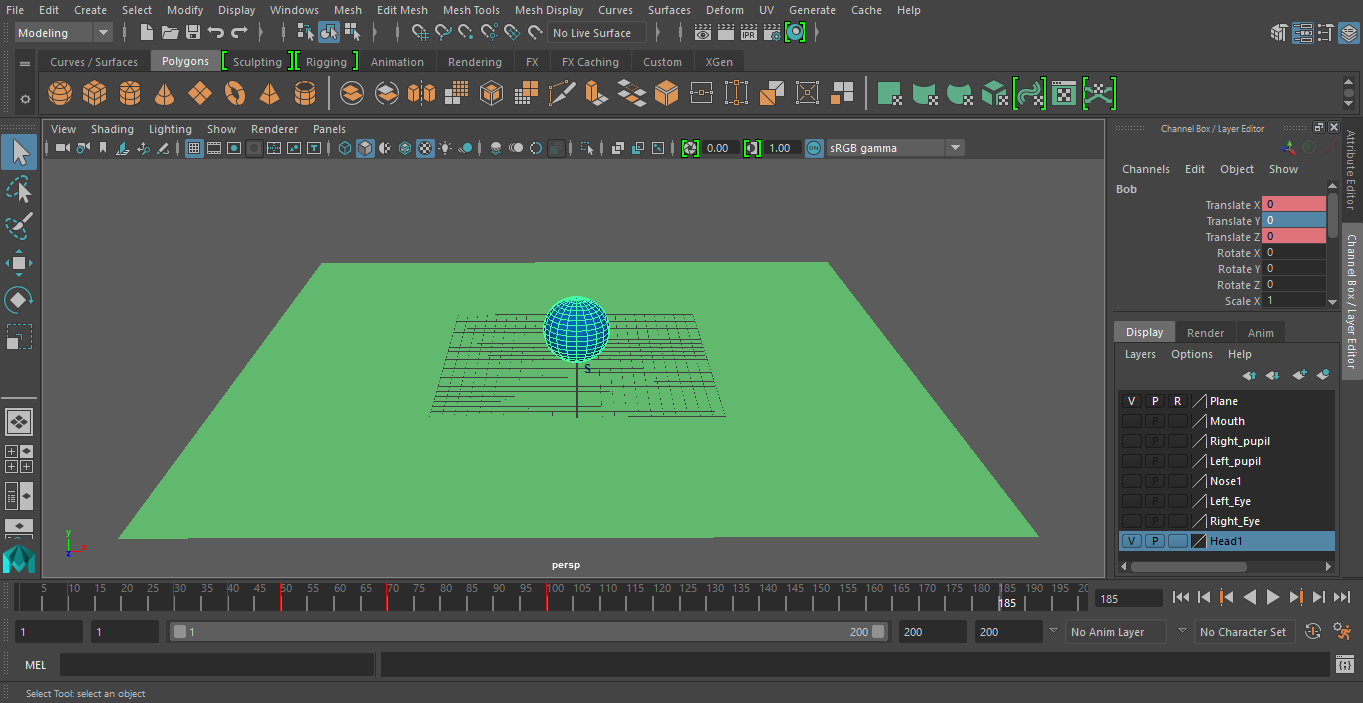 File Edit Create Select Modify Display Windows Mesh Edit Mesh Mesh Tools Mesh Display Curves Surfaces Deform UV Generate Cache Help
Modeling No Live Surface IPR
Curves / Surfaces Polygons Sculpting Rigging Animation Rendering FX FX Caching Custom XGen
View Shading Lighting Show Renderer Panels
0.00 1.00 ON sRGB gamma
Channel Box / Layer Editor
Channels Edit Object Show
Bob
Translate X 0
Translate Y 0
Translate Z 0
Rotate X 0
Rotate Y 0
Rotate Z 0
Scale X 1
Attribute Editor
Channel Box / Layer Editor
Display Render Anim
Layers Options Help
V P R Plane
P Mouth
P Right_pupil
P Left_pupil
P Nose1
P Left_Eye
P Right_Eye
V P Head1
S
y
x
z
persp
5 10 15 20 25 30 35 40 45 50 55 60 65 70 75 80 85 90 95 100 105 110 115 120 125 130 135 140 145 150 155 160 165 170 175 180 185 190 195 20
185
185
1 1 1 200 200 200 No Anim Layer No Character Set
MEL
Select Tool: select an object